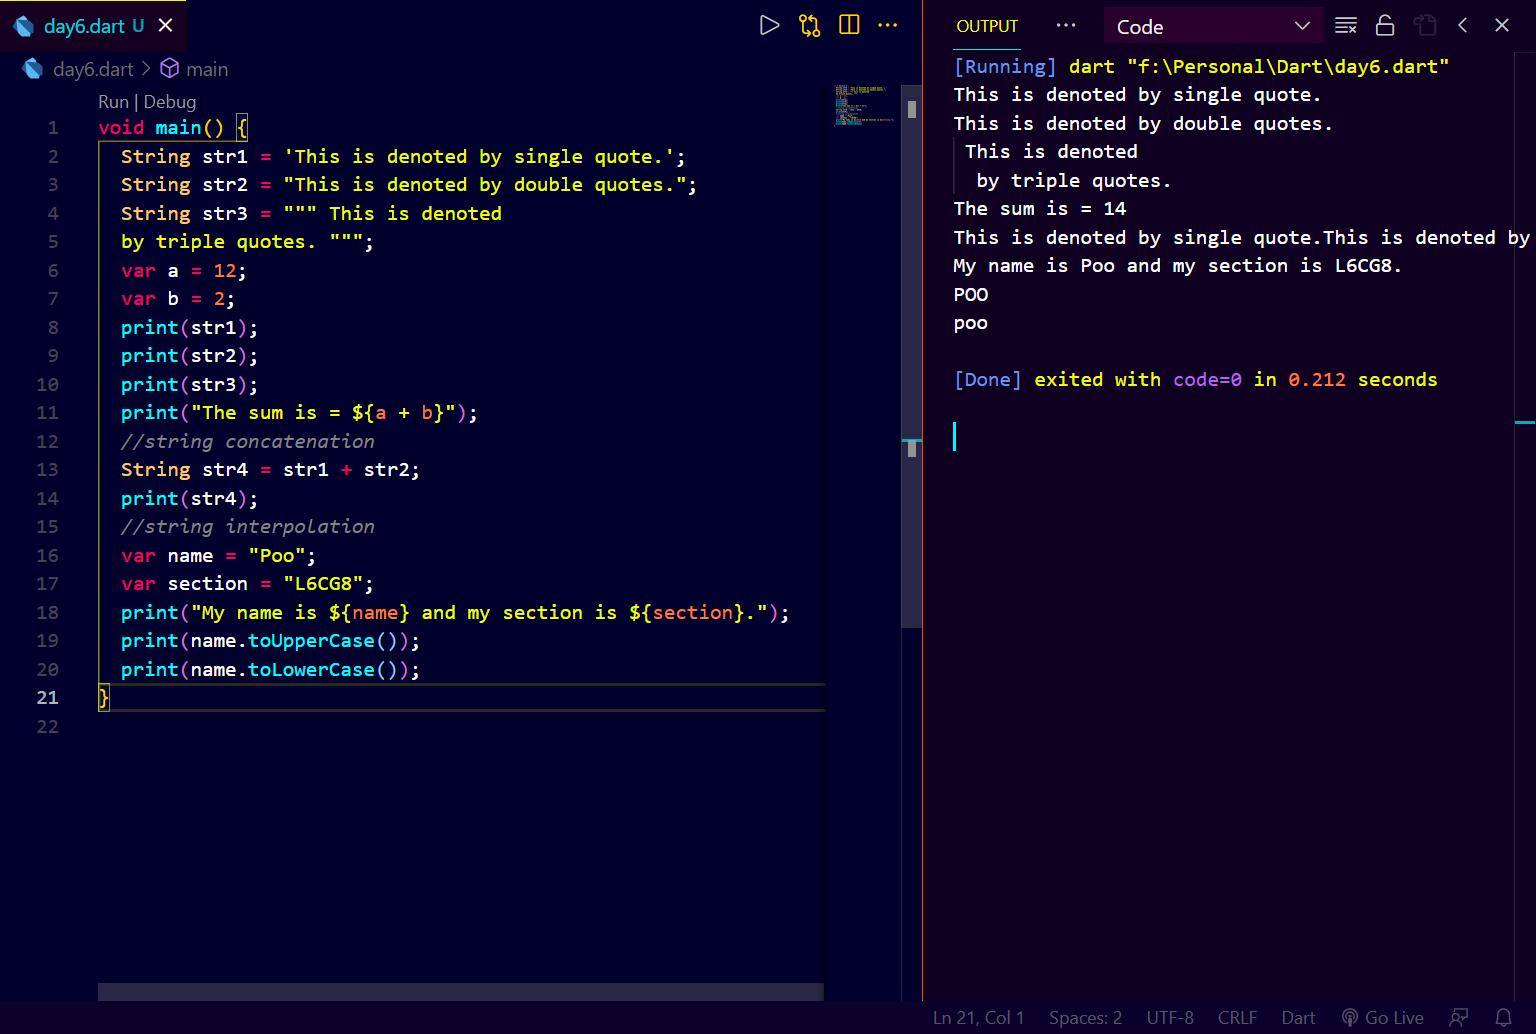 day6.dart U
day6.dart > main
Run | Debug
1 void main() {
2 String str1 = 'This is denoted by single quote.';
3 String str2 = "This is denoted by double quotes.";
4 String str3 = """ This is denoted
5 by triple quotes. """;
6 var a = 12;
7 var b = 2;
8 print(str1);
9 print(str2);
10 print(str3);
11 print("The sum is = ${a + b}");
12 //string concatenation
13 String str4 = str1 + str2;
14 print(str4);
15 //string interpolation
16 var name = "Poo";
17 var section = "L6CG8";
18 print("My name is ${name} and my section is ${section}.");
19 print(name.toUpperCase());
20 print(name.toLowerCase());
21 }
22
OUTPUT ··· Code
[Running] dart "f:\Personal\Dart\day6.dart"
This is denoted by single quote.
This is denoted by double quotes.
This is denoted
by triple quotes.
The sum is = 14
This is denoted by single quote.This is denoted by
My name is Poo and my section is L6CG8.
POO
poo
[Done] exited with code=0 in 0.212 seconds
Ln 21, Col 1 Spaces: 2 UTF-8 CRLF Dart Go Live